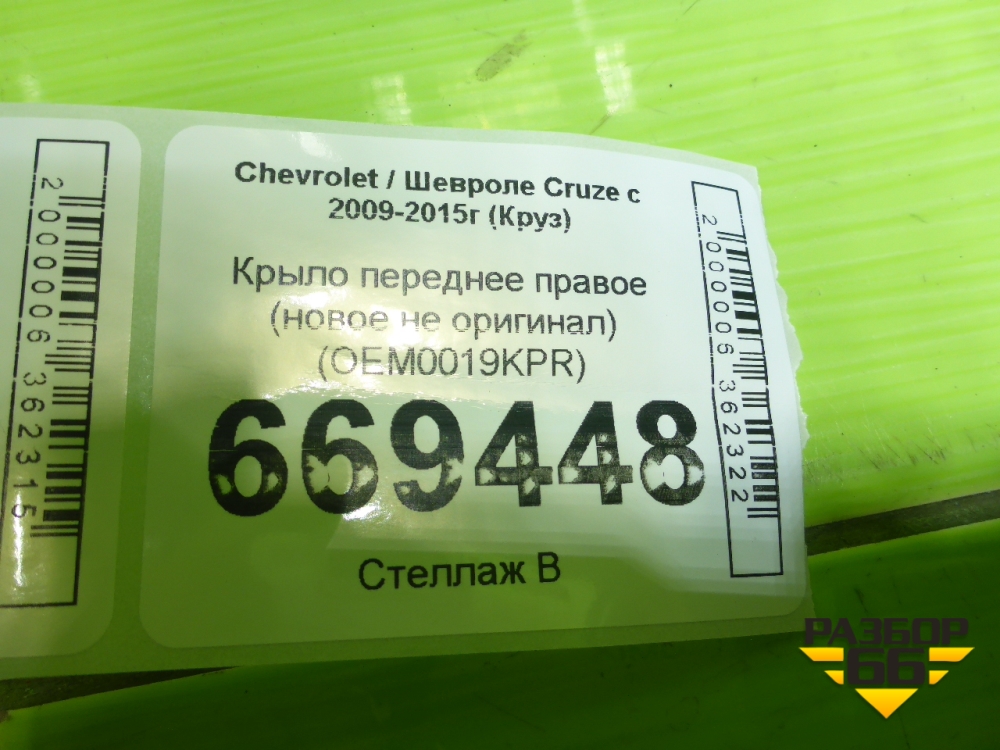 2000006362315
Chevrolet / Шевроле Cruze с
2009-2015г (Круз)
Крыло переднее правое
(новое не оригинал)
(OEM0019KPR)
669448
Стеллаж В
2000006362322
РАЗБОР
66